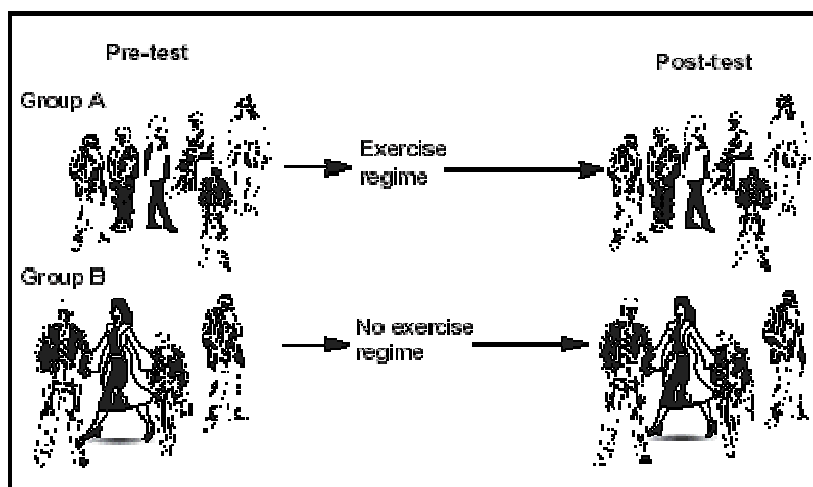 Pre-test
Post-test
Group A
Exercise
regime
Group B
No exercise
regime